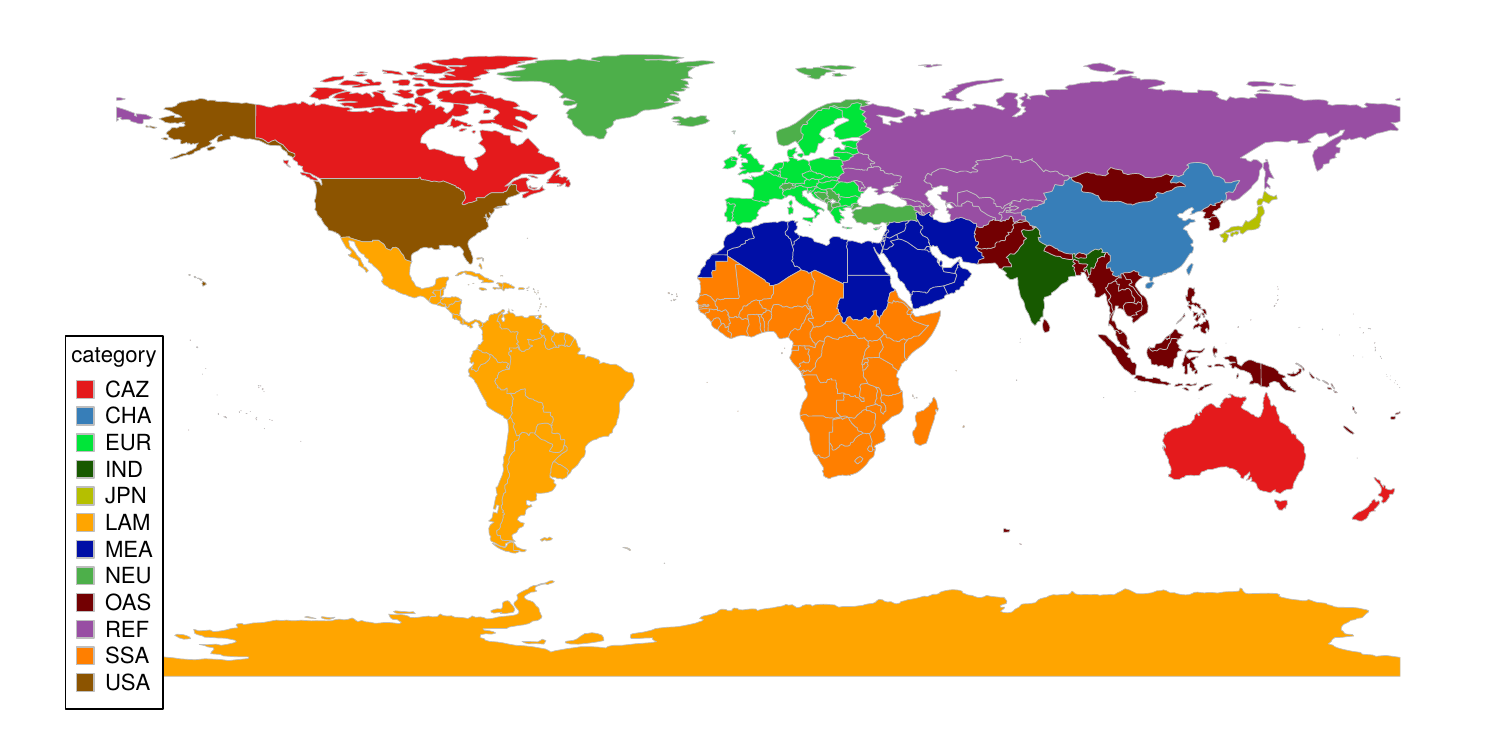 category
CAZ
CHA
EUR
IND
JPN
LAM
MEA
NEU
OAS
REF
SSA
USA